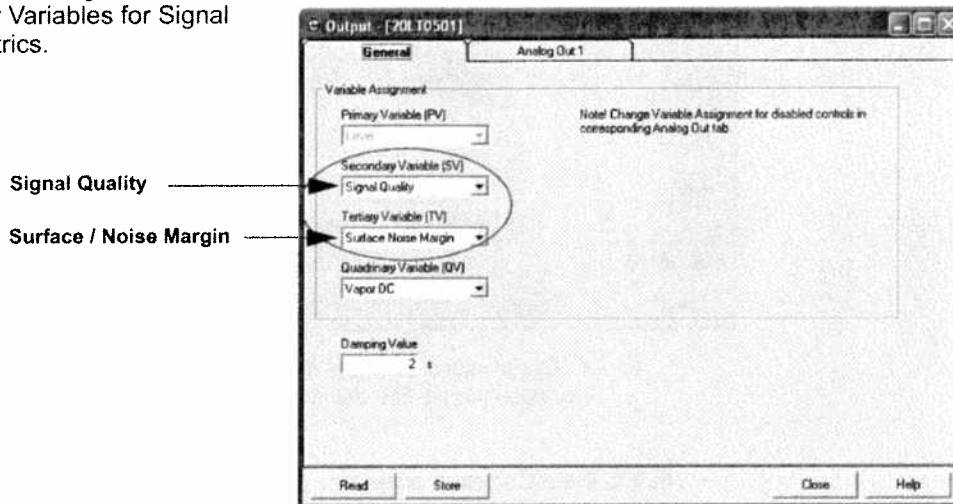 Variables for Signal
trics.
Output - [20LT0501]
General
Analog Out 1
Variable Assignment
Primary Variable (PV)
Level
Note! Change Variable Assignment for disabled controls in
corresponding Analog Out tab
Secondary Variable (SV)
Signal Quality
Signal Quality
Tertiary Variable (TV)
Surface / Noise Margin
Surface Noise Margin
Quadrinary Variable (QV)
Vapor DC
Damping Value
2 s
Read
Store
Close
Help